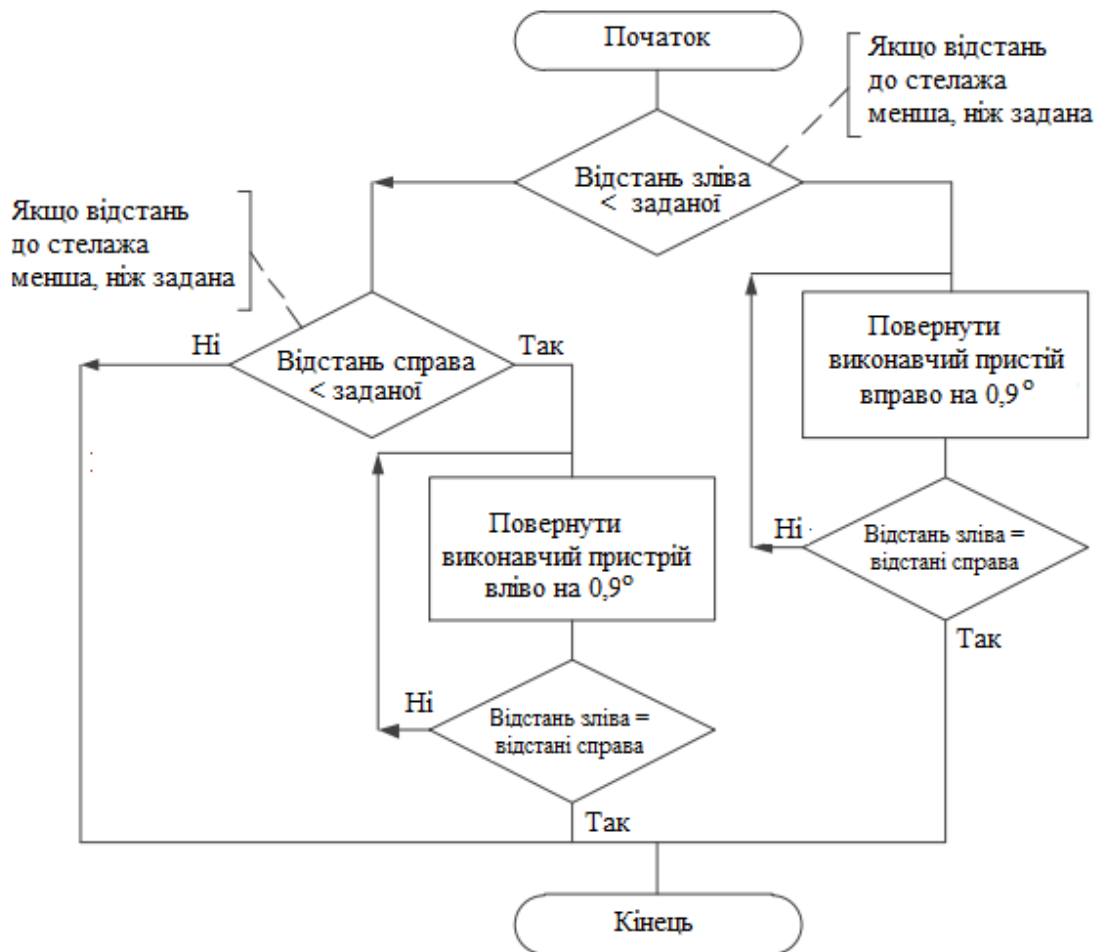 Початок
Якщо відстань
до стелажа
менша, ніж задана
Відстань зліва
< заданої
Якщо відстань
до стелажа
менша, ніж задана
Ні
Відстань справа
< заданої
Так
Повернути
виконавчий пристій
вправо на 0,9°
Ні
Відстань зліва =
відстані справа
Так
Повернути
виконавчий пристрій
вліво на 0,9°
Ні
Відстань зліва =
відстані справа
Так
Кінець